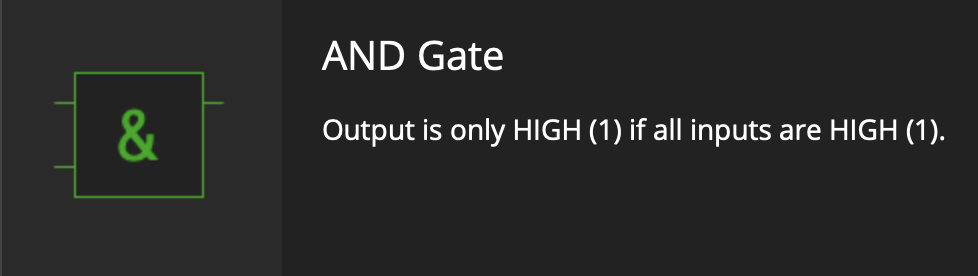 AND Gate
&
Output is only HIGH (1) if all inputs are HIGH (1).